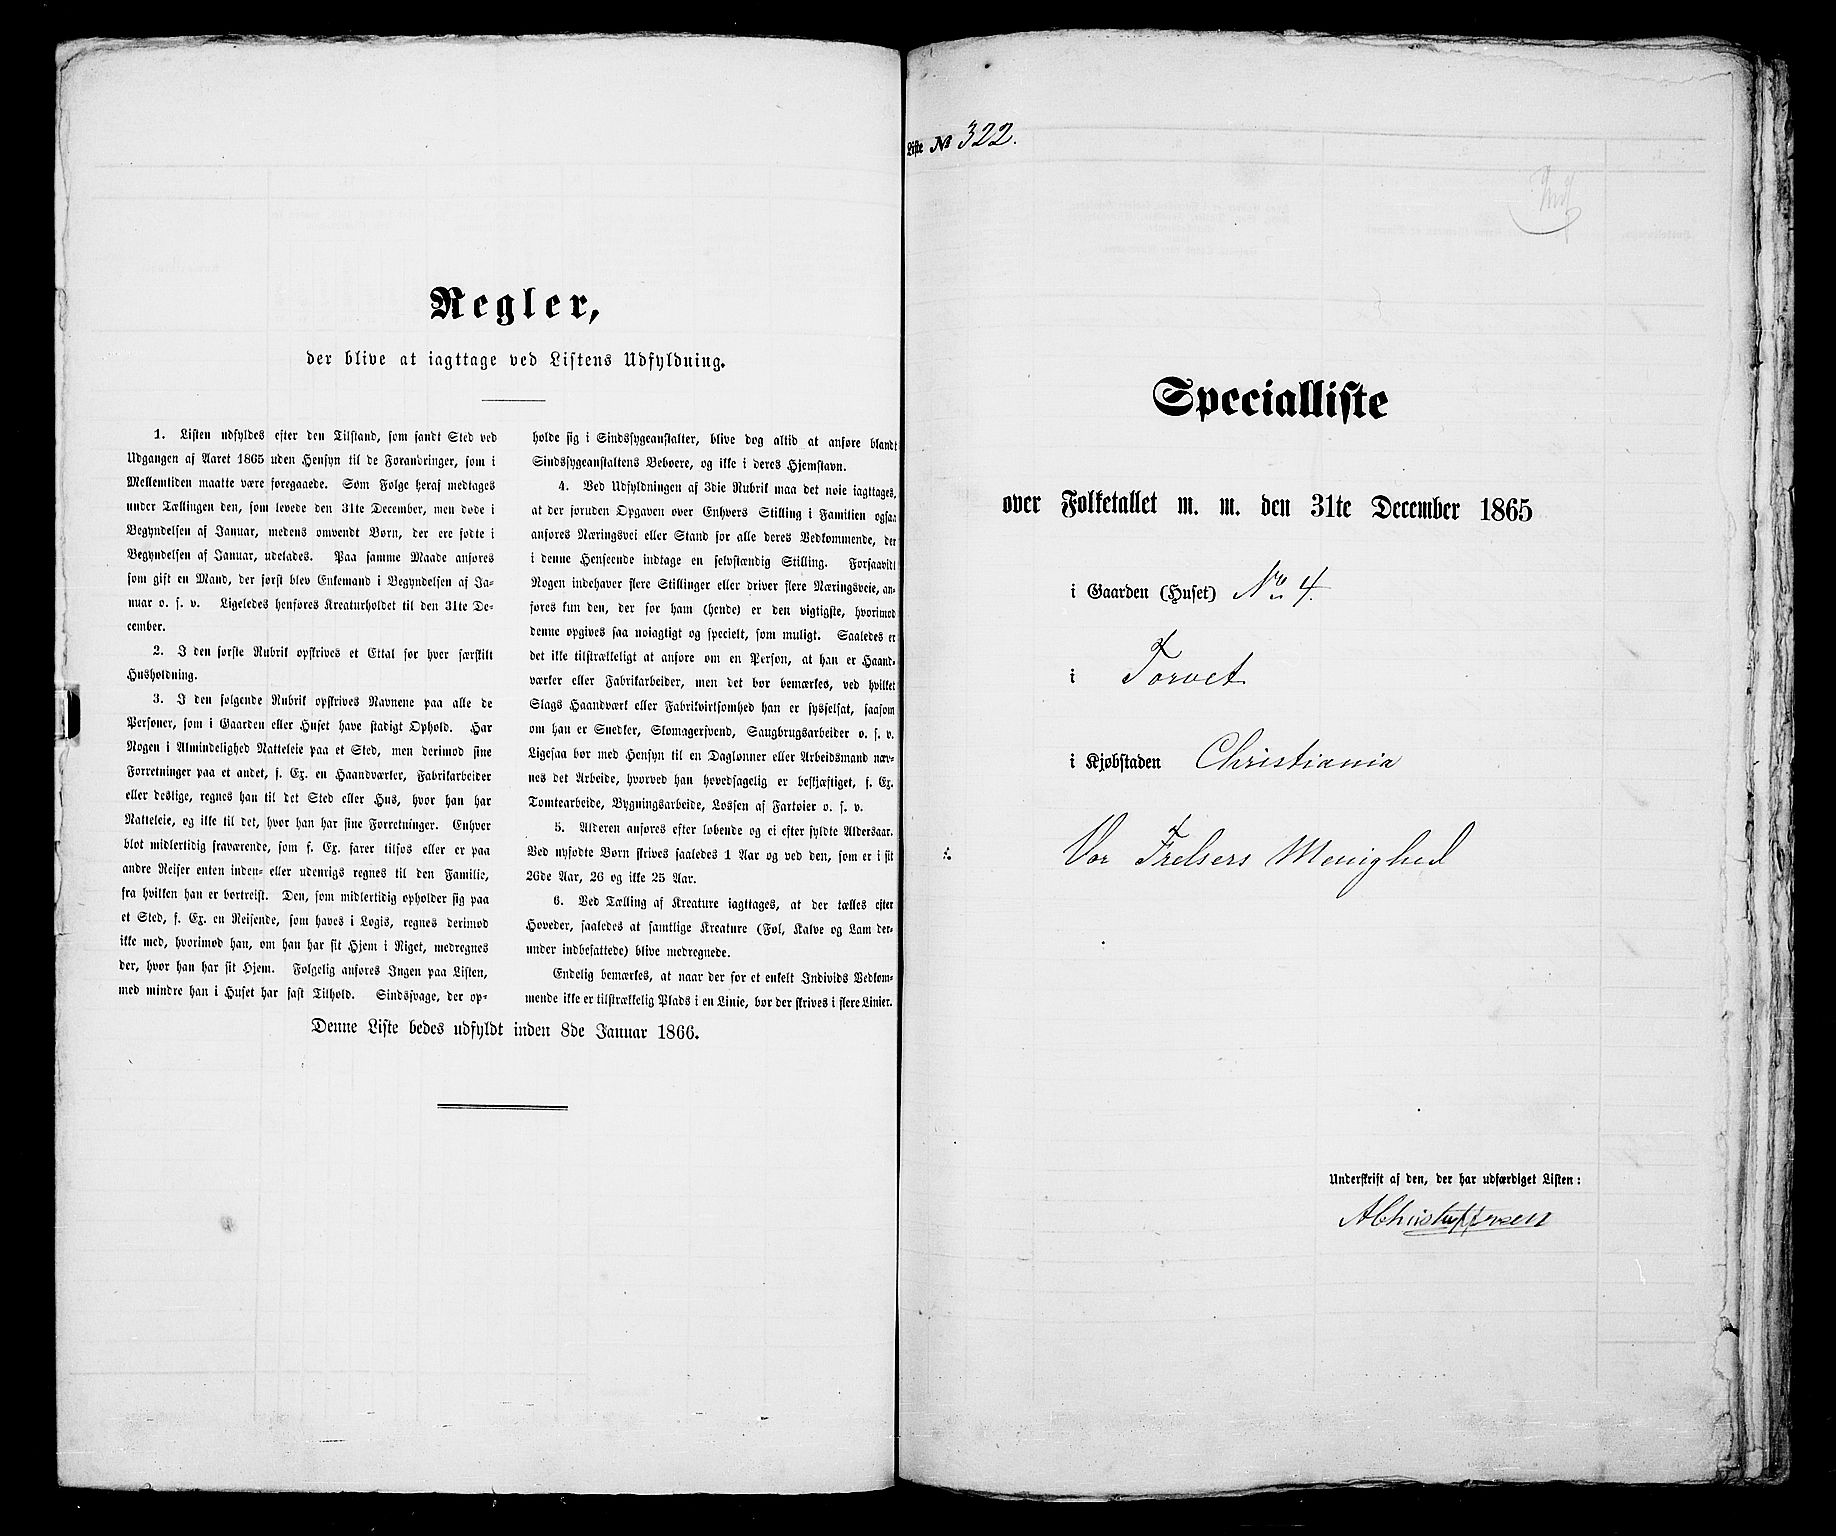 Regler,
der blive at iagttage ved Listens Udfyldning.
1. Listen udfyldes efter den Tilstand, som fandt Sted ved
Udgangen af Aaret 1865 uden Hensyn til de Forandringer, som i
Mellemtiden maatte være foregaaede. Som Følge heraf medtages
under Tællingen den, som levede den 31te December, men døde i
Begyndelsen af Januar, medens omvendt Børn, der ere fødte i
Begyndelsen af Januar, udelades. Paa samme Maade anføres
som gift en Mand, der først blev Enkemand i Begyndelsen af Ja-
nuar o. s. v. Ligeledes henføres Kreaturholdet til den 31te De-
cember.
2. I den første Rubrik opskrives et Ettal for hver særskilt
Husholdning.
3. I den følgende Rubrik opskrives Navnene paa alle de
Personer, som i Gaarden eller Huset have stadigt Ophold. Har
Nogen i Almindelighed Natteleie paa et Sted, men derimod sine
Forretninger paa et andet, f. Ex. en Haandværker, Fabrikarbeider
eller deslige, regnes han til det Sted eller Hus, hvor han har
Natteleie, og ikke til det, hvor han har sine Forretninger. Enhver
blot midlertidig fraværende, som f. Ex. farer tilsøs eller er paa
andre Reiser enten inden- eller udenrigs regnes til den Familie,
fra hvilken han er bortreist. Den, som midlertidig opholder sig paa
et Sted, f. Ex. en Reisende, som haves i Logis, regnes derimod
ikke med, hvorimod han, om han har sit Hjem i Riget, medregnes
der, hvor han har sit Hjem. Følgelig anføres Ingen paa Listen,
med mindre han i Huset har fast Tilhold. Sindssvage, der op-
holde sig i Sindssygeanstalter, blive dog altid at anføre blandt
Sindssygeanstaltens Beboere, og ikke i deres Hjemstavn.
4. Ved Udfyldningen af 3die Rubrik maa det nøie iagttages,
at der foruden Opgaven over Enhvers Stilling i Familien ogsaa
anføres Næringsvei eller Stand for alle deres Vedkommende, der
i denne Henseende indtage en selvstændig Stilling. Forsaavidt
Nogen indehaver flere Stillinger eller driver flere Næringsveie, an-
føres kun den, der for ham (hende) er den vigtigste, hvorimod
denne opgives saa nøiagtigt og specielt, som muligt. Saaledes er
det ikke tilstrækkeligt at anføre om en Person, at han er Haand-
værker eller Fabrikarbeider, men det bør bemærkes, ved hvilket
Slags Haandværk eller Fabrikvirksomhed han er sysselsat, saasom
om han er Snedker, Skomagersvend, Saugbrugsarbeider o. s. v.
Ligesaa bør med Hensyn til en Dagløinner eller Arbeidsmand næv-
nes det Arbeide, hvorved han hovedsagelig er beskjæftiget, f. Ex.
Tomtearbeide, Bygningsarbeide, Lossen af Fartøier o. s. v.
5. Alderen anføres efter løbende og ei efter fyldte Aldersaar.
Ved nyfødte Børn skrives saaledes 1 Aar og ved den, som er i sit
26de Aar, 26 og ikke 25 Aar.
6. Ved Tælling af Kreature iagttages, at der tælles efter
Hoveder, saaledes at samtlige Kreature (Føl, Kalve og Lam der-
under indbefattede) blive medregnede.
Endelig bemærkes, at naar der for et enkelt Individs Vedkom-
mende ikke er tilstrækkelig Plads i en Linie, bør der skrives i flere Linier.
Denne Liste bedes udfyldt inden 8de Januar 1866.
Liste № 322.
Specialliste
over Folketallet m. m. den 31te December 1865
i Gaarden (Huset) No 4.
i Torvet
i Kjøbstaden Christiania
Vor Frelsers Menighed
Underskrift af den, der har udfærdiget Listen:
AChristoffersen